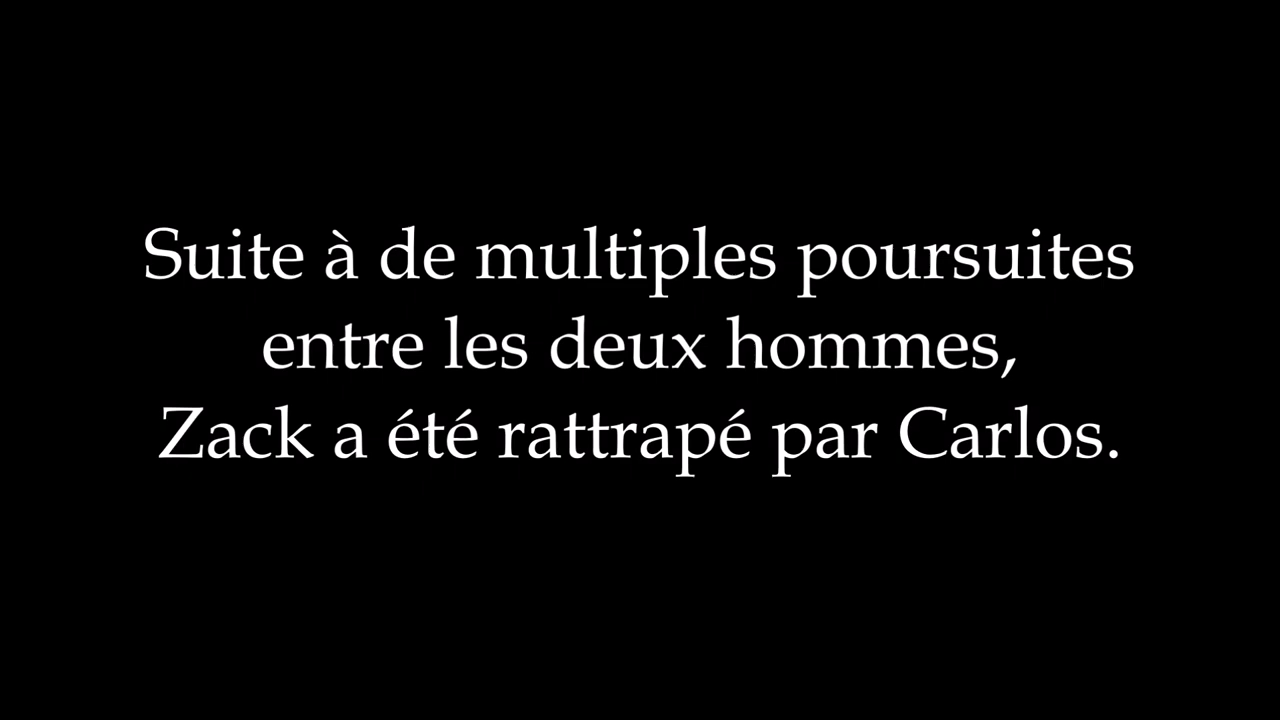 Suite à de multiples poursuites
entre les deux hommes,
Zack a été rattrapé par Carlos.